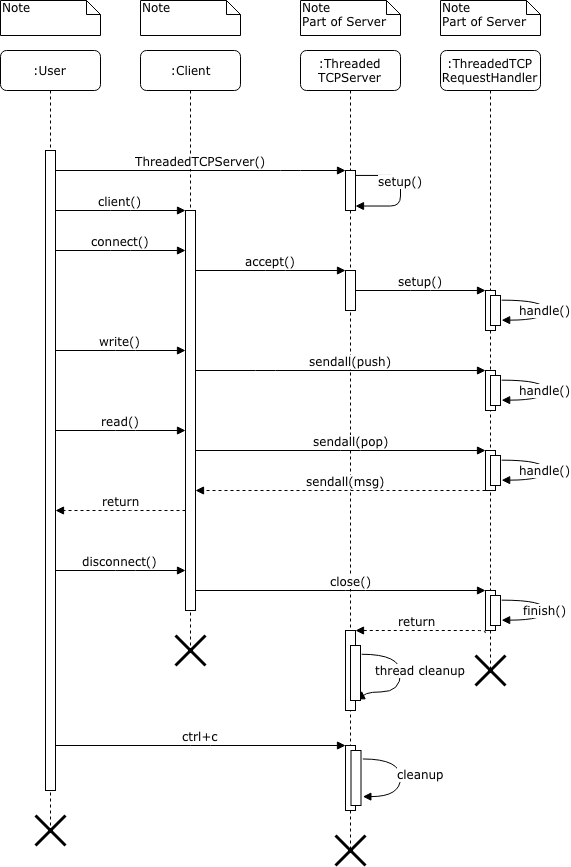 Note
Note
Note
Part of Server
Note
Part of Server
:User
:Client
:Threaded
TCPServer
:ThreadedTCP
RequestHandler
ThreadedTCPServer()
setup()
client()
connect()
accept()
setup()
handle()
write()
sendall(push)
handle()
read()
sendall(pop)
handle()
sendall(msg)
return
disconnect()
close()
finish()
return
thread cleanup
ctrl+c
cleanup